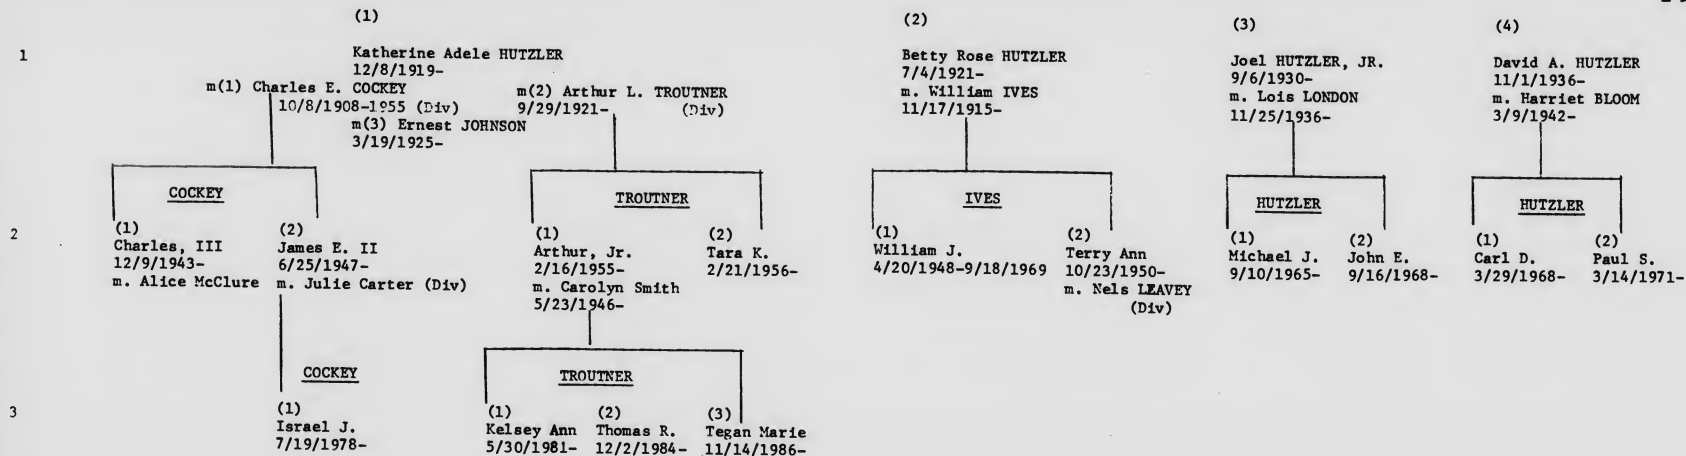 (1)
1
Katherine Adele HUTZLER
12/8/1919-
m(1) Charles E. COCKEY
10/8/1908-1955 (Div)
m(2) Arthur L. TROUTNER
9/29/1921- (Div)
m(3) Ernest JOHNSON
3/19/1925-
(2)
Betty Rose HUTZLER
7/4/1921-
m. William IVES
11/17/1915-
(3)
Joel HUTZLER, JR.
9/6/1930-
m. Lois LONDON
11/25/1936-
(4)
David A. HUTZLER
11/1/1936-
m. Harriet BLOOM
3/9/1942-
2
COCKEY
(1)
Charles, III
12/9/1943-
m. Alice McClure
(2)
James E. II
6/25/1947-
m. Julie Carter (Div)
TROUTNER
(1)
Arthur, Jr.
2/16/1955-
m. Carolyn Smith
5/23/1946-
(2)
Tara K.
2/21/1956-
IVES
(1)
William J.
4/20/1948-9/18/1969
(2)
Terry Ann
10/23/1950-
m. Nels LEAVEY
(Div)
HUTZLER
(1)
Michael J.
9/10/1965-
(2)
John E.
9/16/1968-
HUTZLER
(1)
Carl D.
3/29/1968-
(2)
Paul S.
3/14/1971-
3
COCKEY
(1)
Israel J.
7/19/1978-
TROUTNER
(1)
Kelsey Ann
5/30/1981-
(2)
Thomas R.
12/2/1984-
(3)
Tegan Marie
11/14/1986-